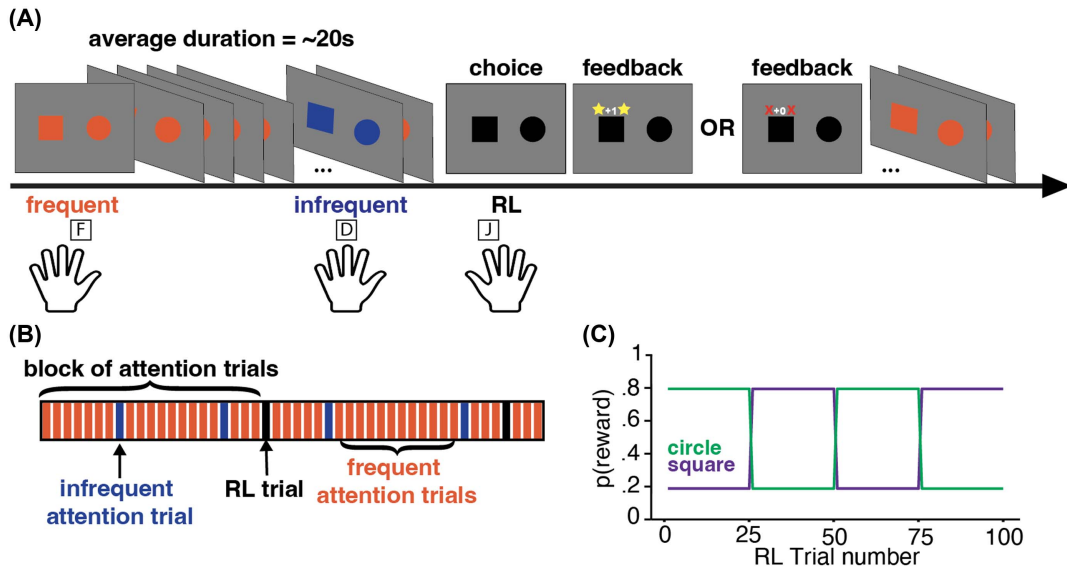 (A)
average duration = ~20s
choice
feedback
feedback
+1
OR
X+0X
...
...
frequent
infrequent
RL
F
D
J
(B)
block of attention trials
infrequent
attention trial
RL trial
frequent
attention trials
(C)
p(reward)
1
.8
.6
.4
.2
0
circle
square
0
25
50
75
100
RL Trial number